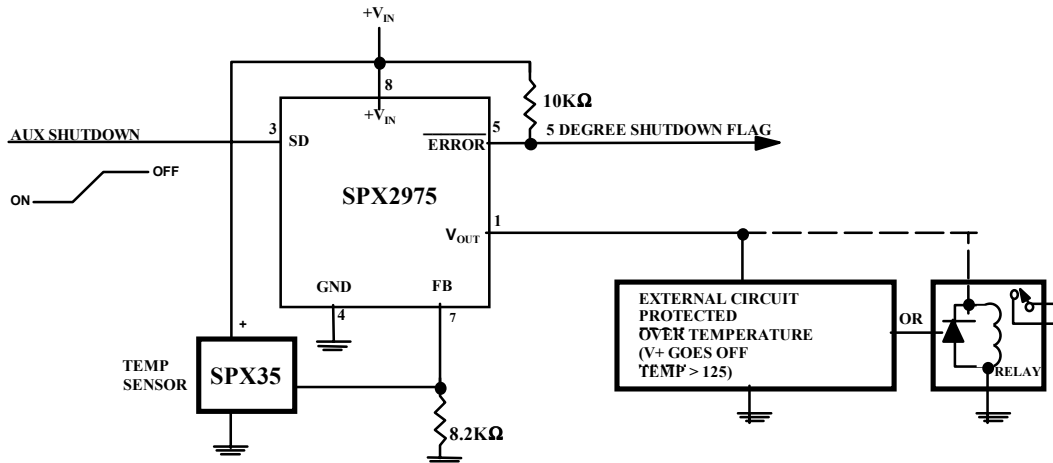 +VIN
8
+VIN
10KΩ
AUX SHUTDOWN
3
SD
5
ERROR
5 DEGREE SHUTDOWN FLAG
ON
OFF
SPX2975
1
VOUT
GND
FB
4
7
EXTERNAL CIRCUIT
PROTECTED
OVER TEMPERATURE
(V+ GOES OFF
TEMP > 125)
OR
RELAY
+
TEMP
SENSOR
SPX35
8.2KΩ